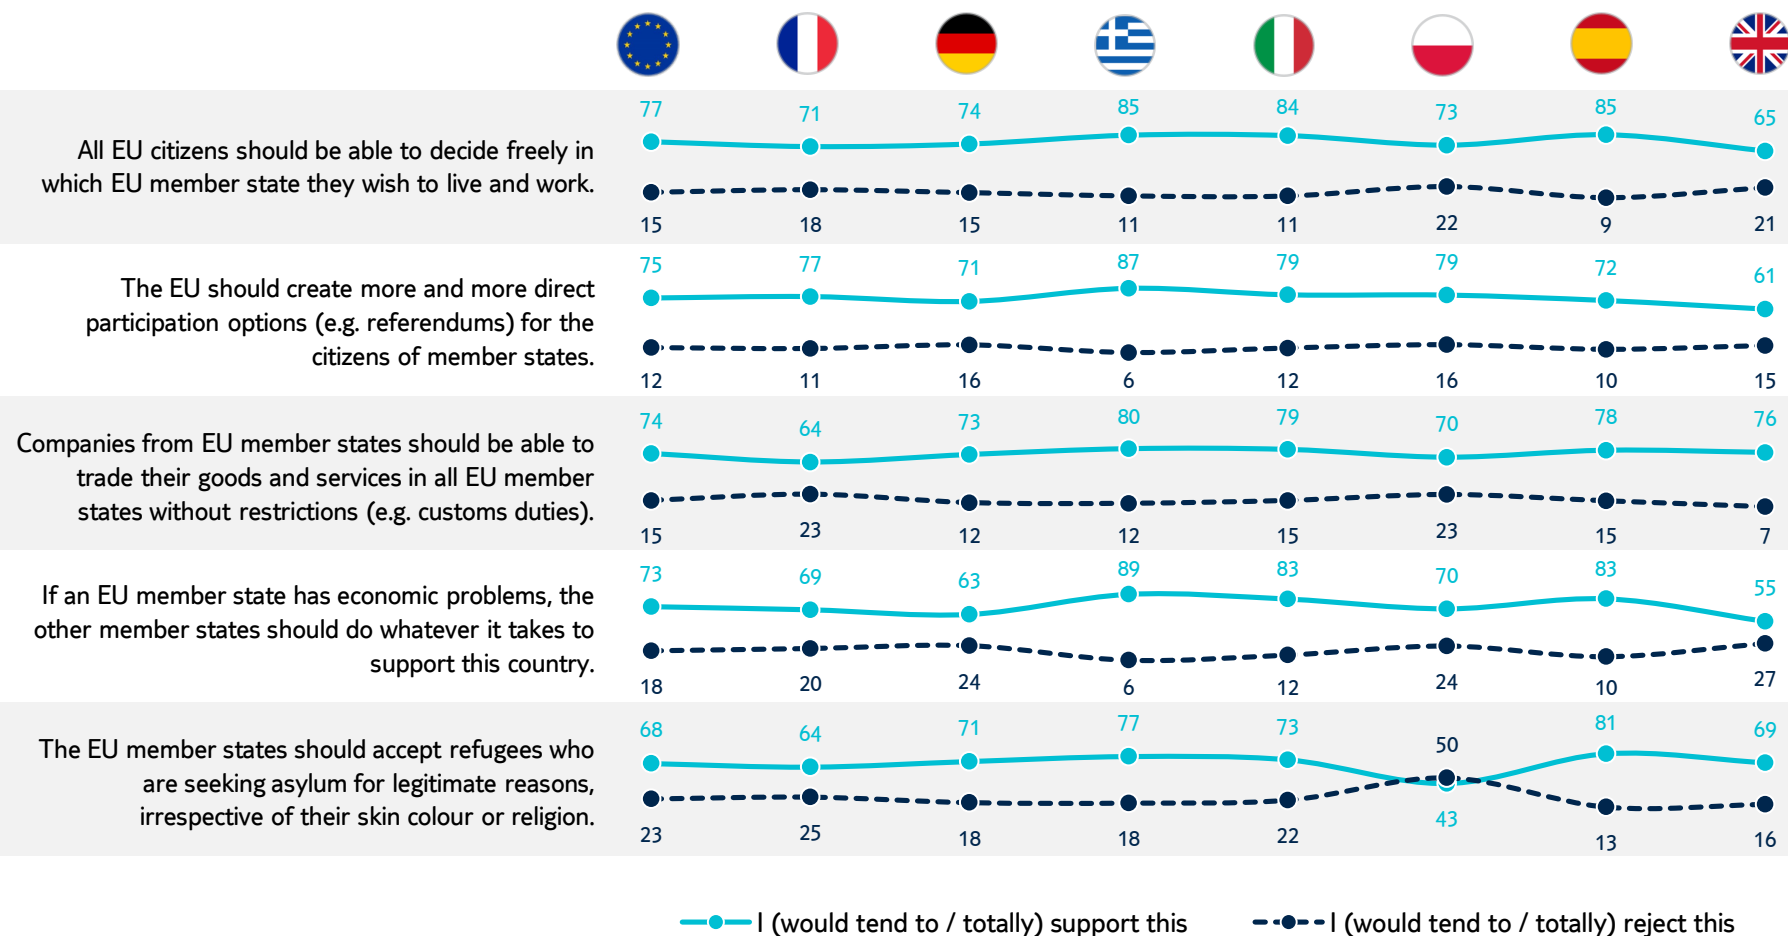 77 71 74 85 84 73 85 65
All EU citizens should be able to decide freely in
which EU member state they wish to live and work.
15 18 15 11 11 22 9 21
75 77 71 87 79 79 72 61
The EU should create more and more direct
participation options (e.g. referendums) for the
citizens of member states.
12 11 16 6 12 16 10 15
74 64 73 80 79 70 78 76
Companies from EU member states should be able to
trade their goods and services in all EU member
states without restrictions (e.g. customs duties).
15 23 12 12 15 23 15 7
73 69 63 89 83 70 83 55
If an EU member state has economic problems, the
other member states should do whatever it takes to
support this country.
18 20 24 6 12 24 10 27
68 64 71 77 73 50 81 69
The EU member states should accept refugees who
are seeking asylum for legitimate reasons,
irrespective of their skin colour or religion.
23 25 18 18 22 43 13 16
I (would tend to / totally) support this I (would tend to / totally) reject this